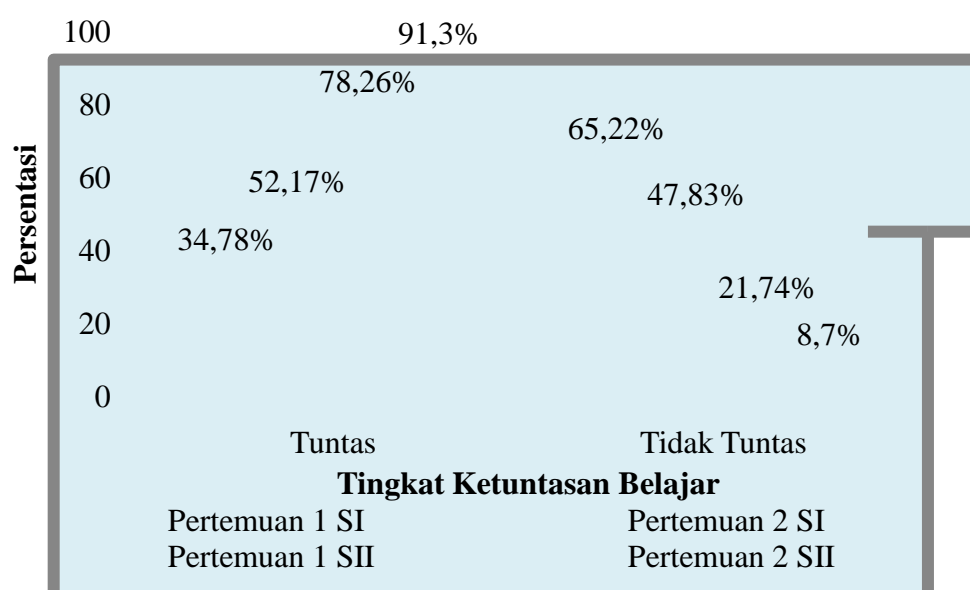 100
91,3%
78,26%
80
65,22%
60
52,17%
47,83%
34,78%
40
21,74%
20
8,7%
0
Persentasi
Tuntas Tidak Tuntas
Tingkat Ketuntasan Belajar
Pertemuan 1 SI Pertemuan 2 SI
Pertemuan 1 SII Pertemuan 2 SII